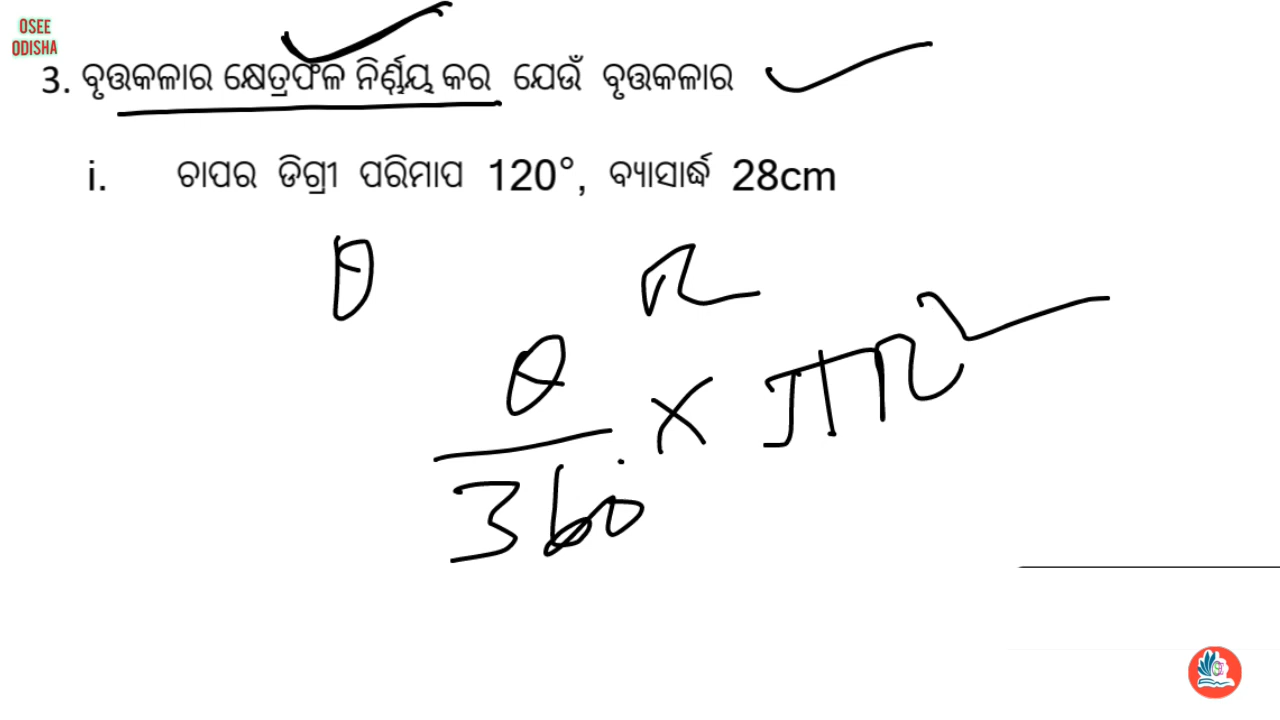 OSEE
ODISHA
3. ବୃତ୍ତକଳାର କ୍ଷେତ୍ରଫଳ ନିର୍ଣ୍ଣୟ କର ଯେଉଁ ବୃତ୍ତକଳାର
i. ଚାପର ଡିଗ୍ରୀ ପରିମାପ 120°, ବ୍ୟାସାର୍ଦ୍ଧ 28cm
θ r
θ
360° × πr²